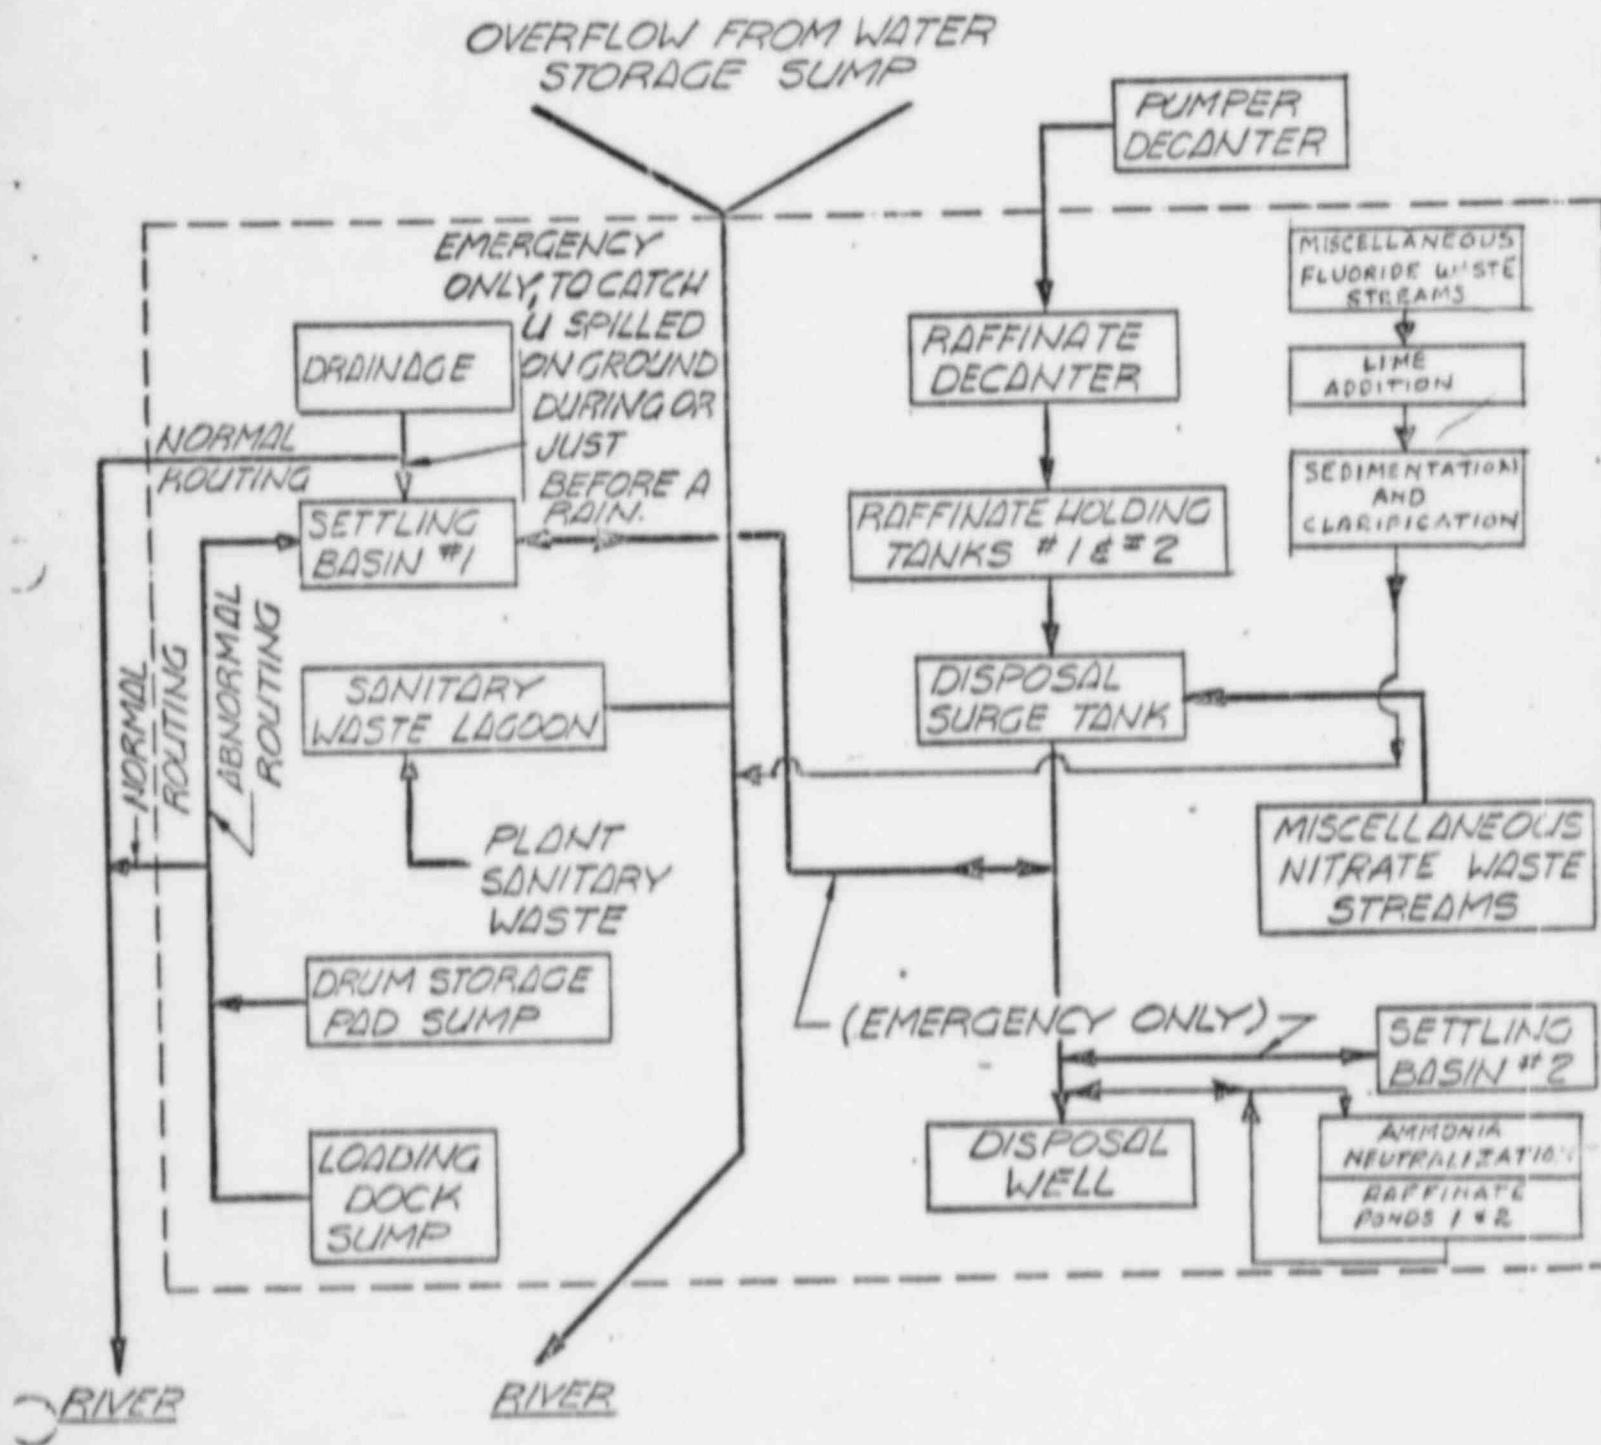 OVERFLOW FROM WATER
STORAGE SUMP
PUMPER
DECANTER
EMERGENCY
ONLY, TO CATCH
U SPILLED
ON GROUND
DURING OR
JUST
BEFORE A
RAIN.
MISCELLANEOUS
FLUORIDE WASTE
STREAMS
DRAINAGE
RAFFINATE
DECANTER
LIME
ADDITION
NORMAL
ROUTING
SEDIMENTATION
AND
CLARIFICATION
SETTLING
BASIN #1
RAFFINATE HOLDING
TANKS #1 & #2
NORMAL
ROUTING
ABNORMAL
ROUTING
SANITARY
WASTE LAGOON
DISPOSAL
SURGE TANK
PLANT
SANITARY
WASTE
MISCELLANEOUS
NITRATE WASTE
STREAMS
DRUM STORAGE
PAD SUMP
(EMERGENCY ONLY)
SETTLING
BASIN #2
LOADING
DOCK
SUMP
DISPOSAL
WELL
AMMONIA
NEUTRALIZATION
RAFFINATE
PONDS 1 & 2
RIVER
RIVER